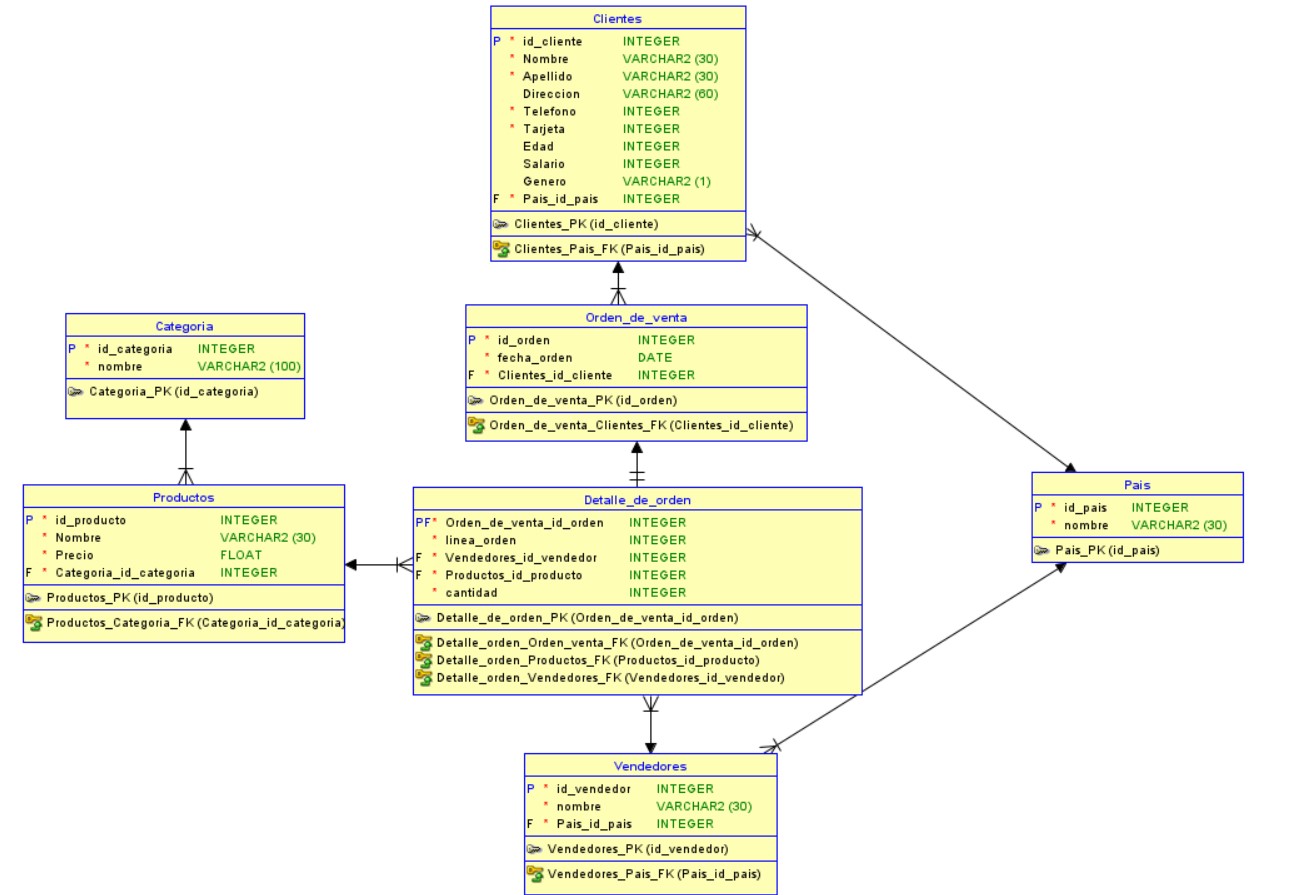 Clientes
P * id_cliente INTEGER
* Nombre VARCHAR2 (30)
* Apellido VARCHAR2 (30)
Direccion VARCHAR2 (60)
* Telefono INTEGER
* Tarjeta INTEGER
Edad INTEGER
Salario INTEGER
Genero VARCHAR2 (1)
F * Pais_id_pais INTEGER
Clientes_PK (id_cliente)
Clientes_Pais_FK (Pais_id_pais)
Orden_de_venta
P * id_orden INTEGER
* fecha_orden DATE
F * Clientes_id_cliente INTEGER
Orden_de_venta_PK (id_orden)
Orden_de_venta_Clientes_FK (Clientes_id_cliente)
Categoria
P * id_categoria INTEGER
* nombre VARCHAR2 (100)
Categoria_PK (id_categoria)
Productos
P * id_producto INTEGER
* Nombre VARCHAR2 (30)
* Precio FLOAT
F * Categoria_id_categoria INTEGER
Productos_PK (id_producto)
Productos_Categoria_FK (Categoria_id_categoria)
Detalle_de_orden
PF* Orden_de_venta_id_orden INTEGER
* linea_orden INTEGER
F * Vendedores_id_vendedor INTEGER
F * Productos_id_producto INTEGER
* cantidad INTEGER
Detalle_de_orden_PK (Orden_de_venta_id_orden)
Detalle_orden_Orden_venta_FK (Orden_de_venta_id_orden)
Detalle_orden_Productos_FK (Productos_id_producto)
Detalle_orden_Vendedores_FK (Vendedores_id_vendedor)
Pais
P * id_pais INTEGER
* nombre VARCHAR2 (30)
Pais_PK (id_pais)
Vendedores
P * id_vendedor INTEGER
* nombre VARCHAR2 (30)
F * Pais_id_pais INTEGER
Vendedores_PK (id_vendedor)
Vendedores_Pais_FK (Pais_id_pais)